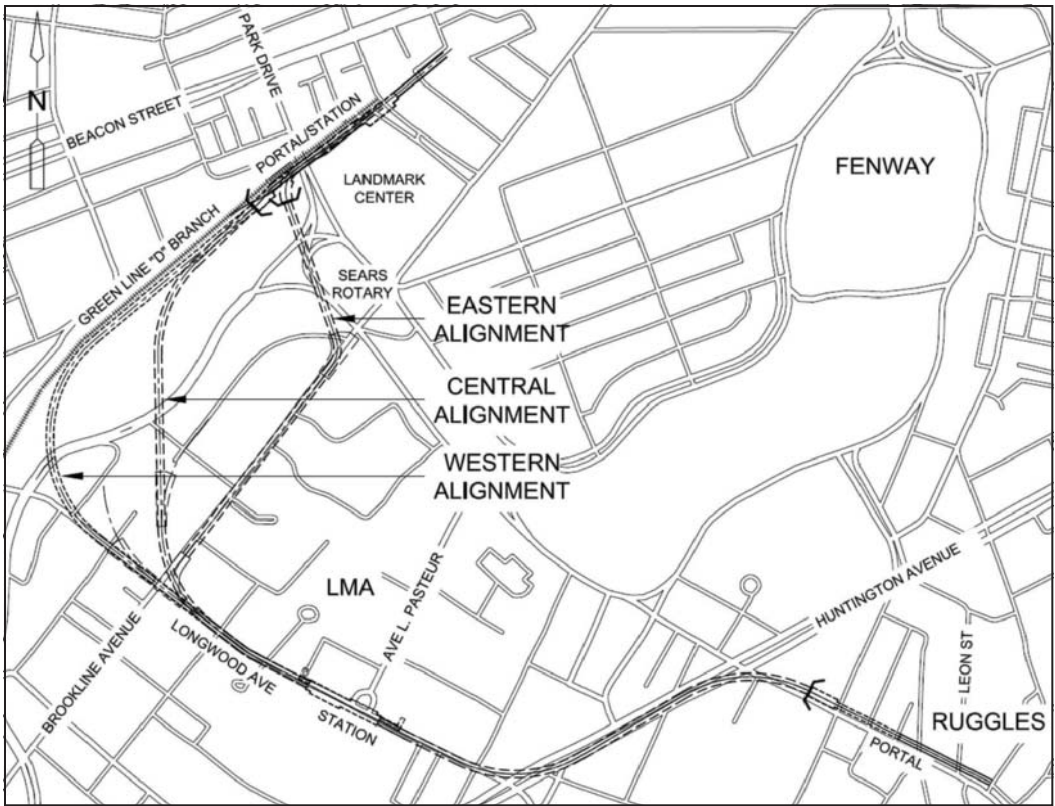 N
PARK DRIVE
BEACON STREET
PORTAL/STATION
LANDMARK
CENTER
FENWAY
GREEN LINE "D" BRANCH
SEARS
ROTARY
EASTERN
ALIGNMENT
CENTRAL
ALIGNMENT
WESTERN
ALIGNMENT
LMA
AVE L. PASTEUR
HUNTINGTON AVENUE
LEON ST
BROOKLINE AVENUE
LONGWOOD AVE
STATION
RUGGLES
PORTAL